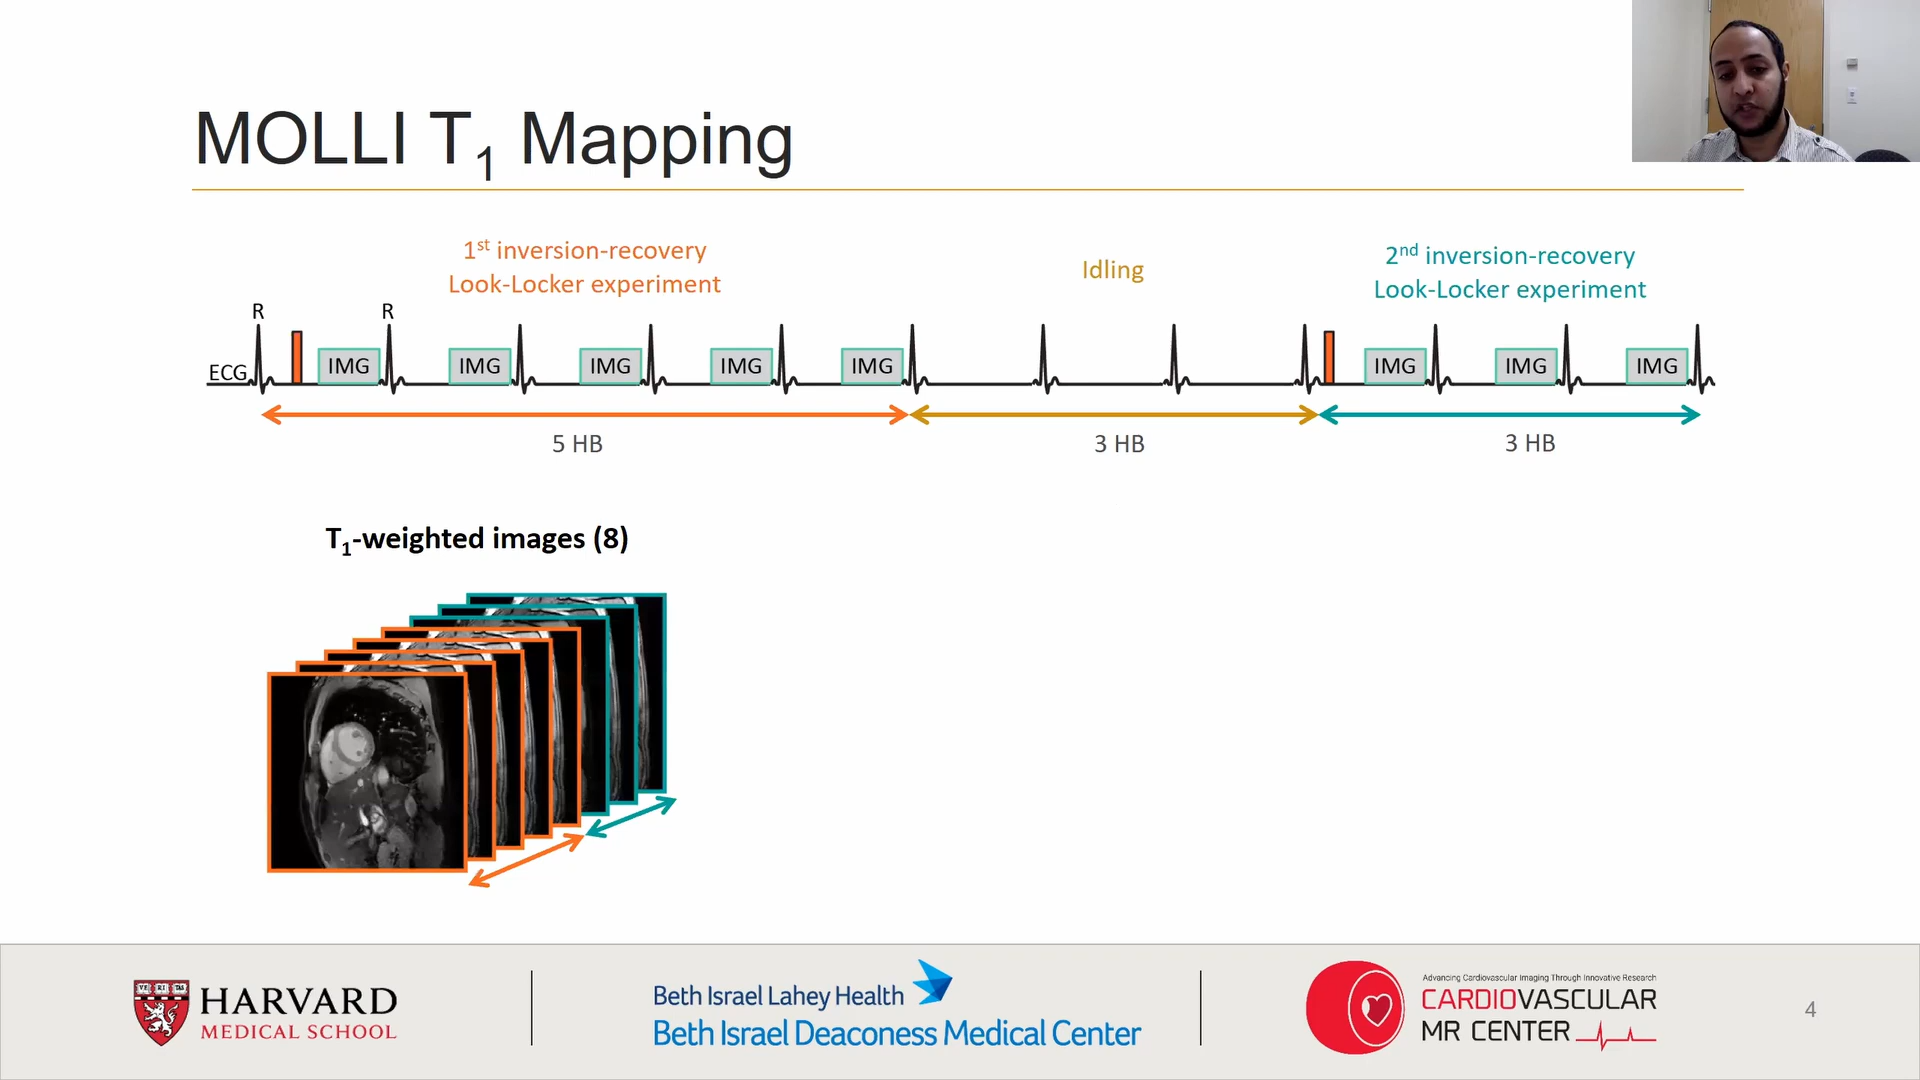 MOLLI T1 Mapping
1st inversion-recovery
Look-Locker experiment
Idling
2nd inversion-recovery
Look-Locker experiment
R R
ECG IMG IMG IMG IMG IMG IMG IMG IMG
5 HB 3 HB 3 HB
T1-weighted images (8)
VE RI TAS
HARVARD
MEDICAL SCHOOL
Beth Israel Lahey Health
Beth Israel Deaconess Medical Center
Advancing Cardiovascular Imaging Through Innovative Research
CARDIOVASCULAR
MR CENTER
4